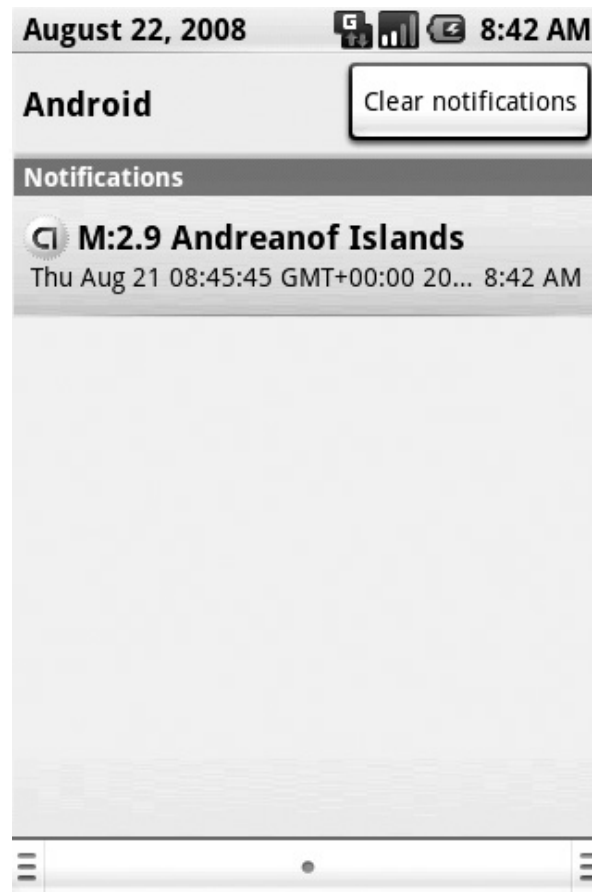 August 22, 2008 G 8:42 AM
Android Clear notifications
Notifications
M:2.9 Andreanof Islands
Thu Aug 21 08:45:45 GMT+00:00 20... 8:42 AM